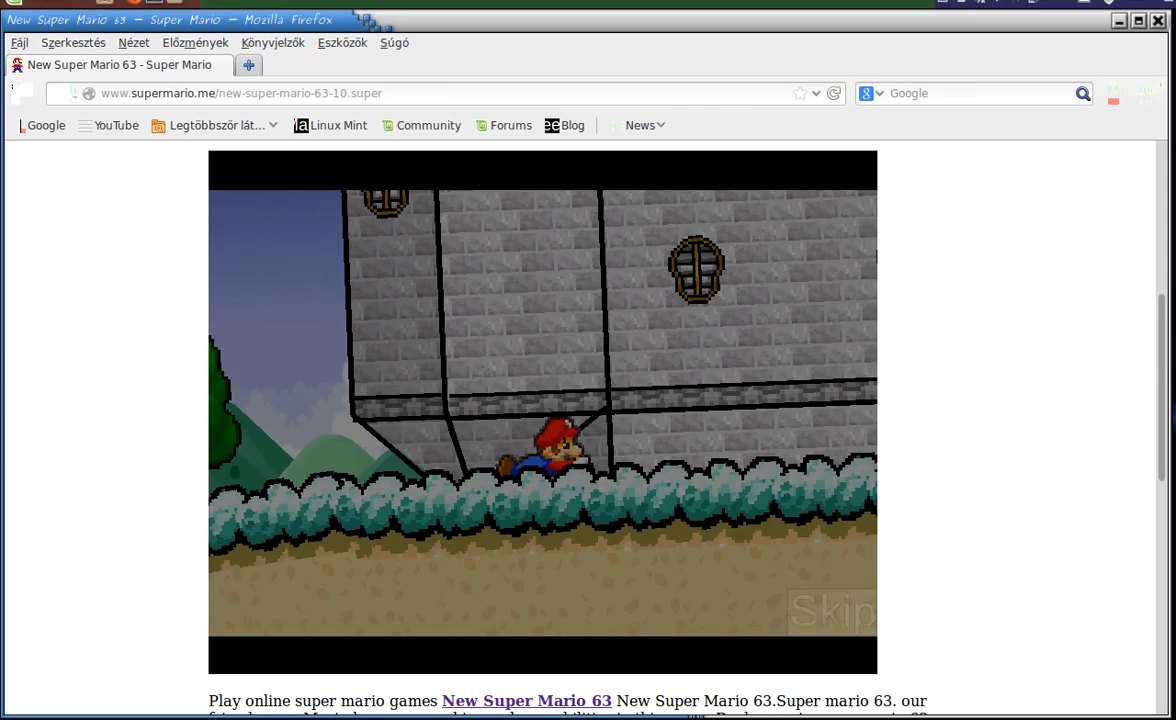 New Super Mario 63 – Super Mario – Mozilla Firefox
Fájl Szerkesztés Nézet Előzmények Könyvjelzők Eszközök Súgó
New Super Mario 63 - Super Mario
www.supermario.me/new-super-mario-63-10.super Google
Google YouTube Legtöbbször lát... Linux Mint Community Forums Blog News
Skip
Play online super mario games New Super Mario 63 New Super Mario 63.Super mario 63. our